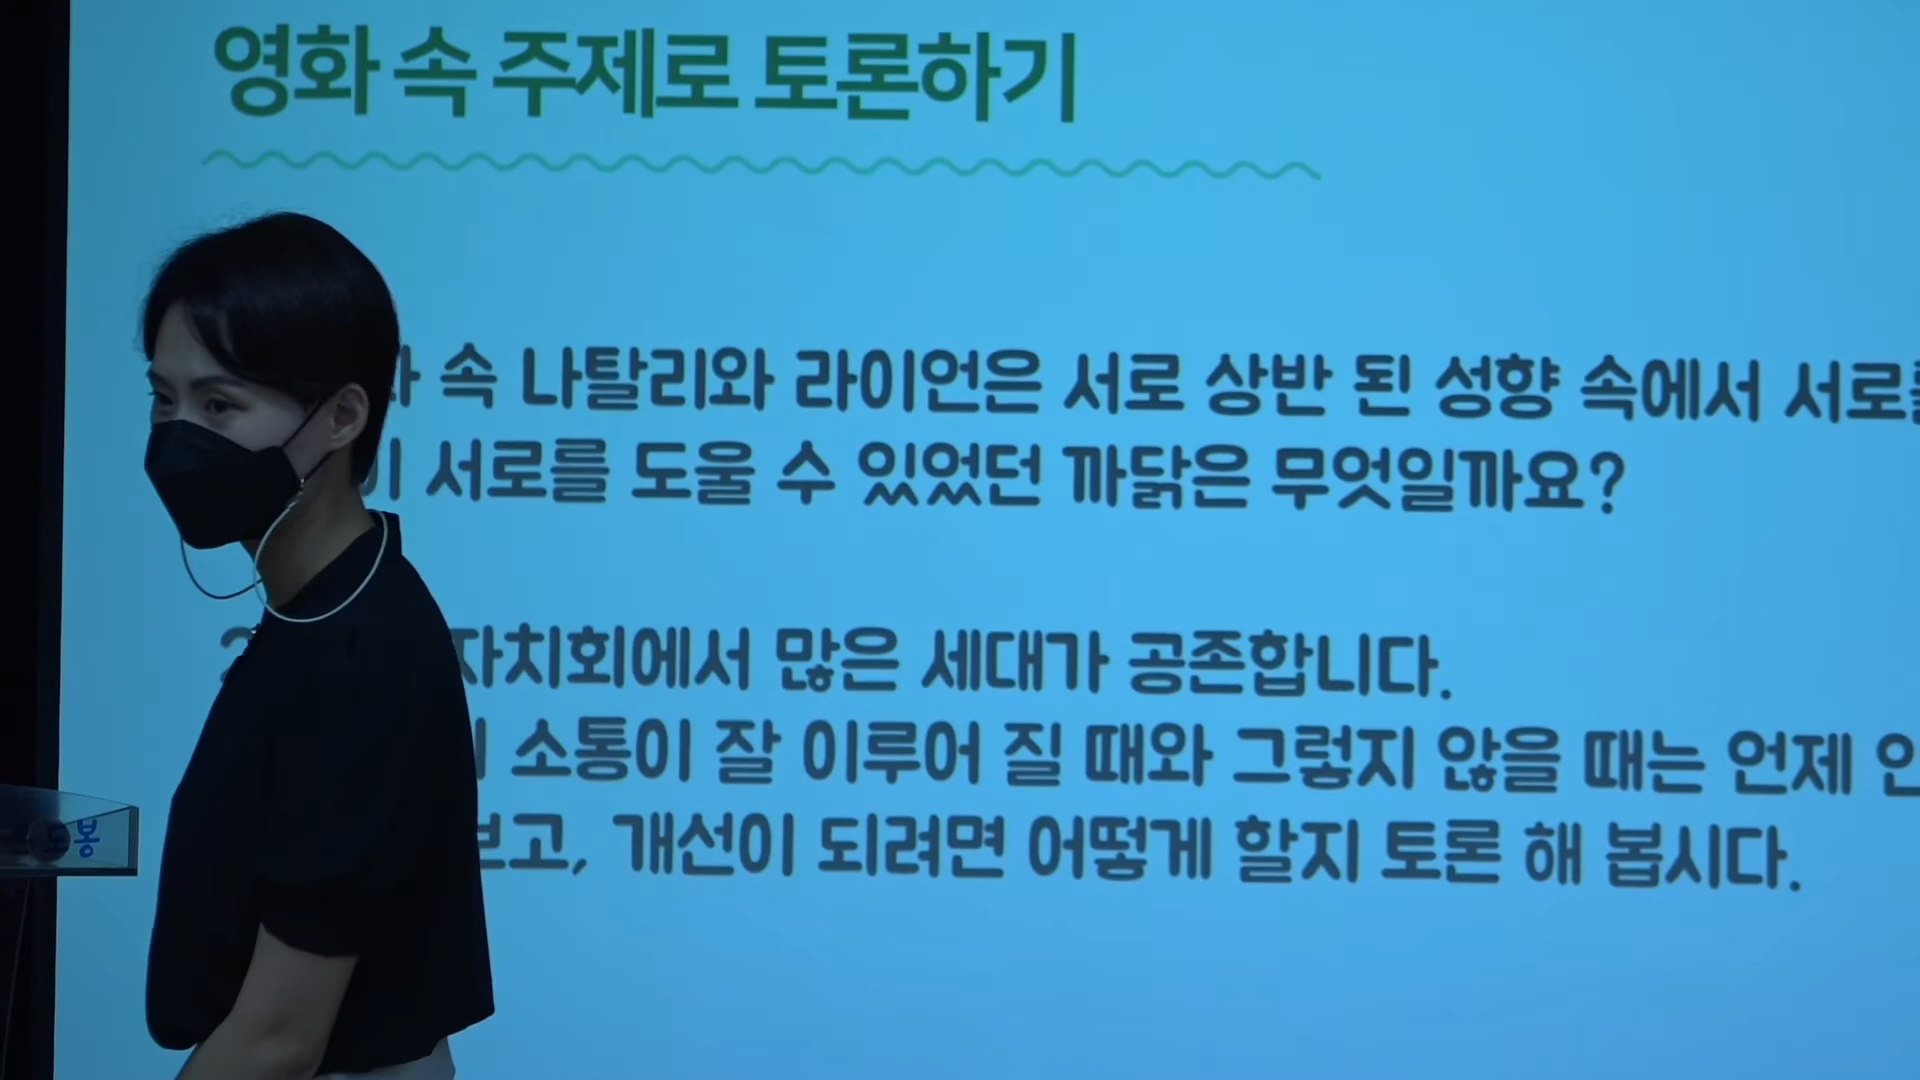 영화 속 주제로 토론하기
속 나탈리와 라이언은 서로 상반 된 성향 속에서 서로를
서로를 도울 수 있었던 까닭은 무엇일까요?
자치회에서 많은 세대가 공존합니다.
소통이 잘 이루어 질 때와 그렇지 않을 때는 언제 인
보고, 개선이 되려면 어떻게 할지 토론 해 봅시다.
도봉